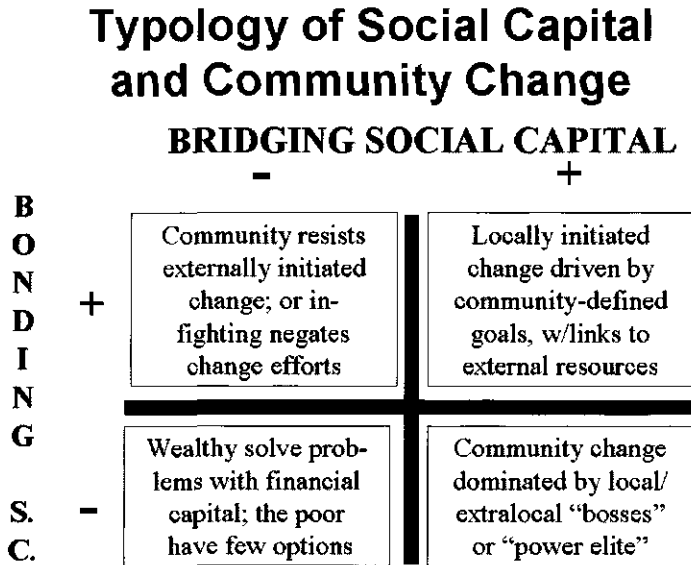 Typology of Social Capital
and Community Change
BRIDGING SOCIAL CAPITAL
- +
BONDING S.C.
+
Community resists
externally initiated
change; or in-
fighting negates
change efforts
Locally initiated
change driven by
community-defined
goals, w/links to
external resources
-
Wealthy solve prob-
lems with financial
capital; the poor
have few options
Community change
dominated by local/
extralocal “bosses”
or “power elite”